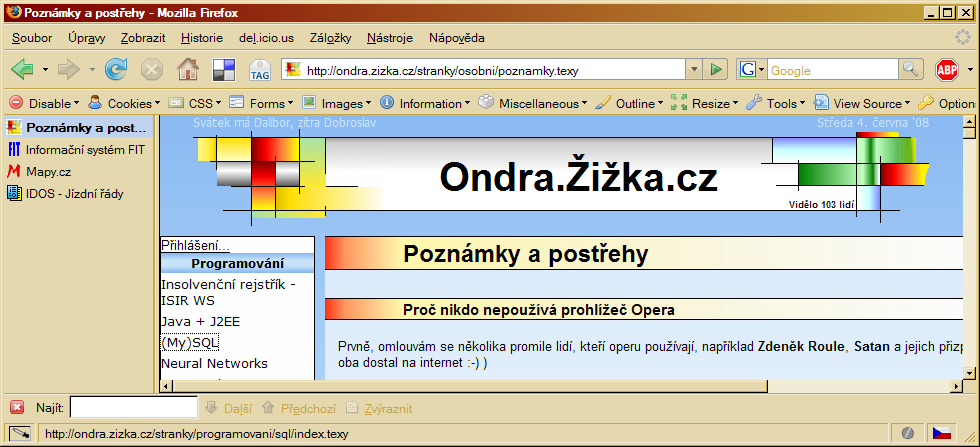 Poznámky a postřehy - Mozilla Firefox
Soubor Úpravy Zobrazit Historie del.icio.us Záložky Nástroje Nápověda
TAG http://ondra.zizka.cz/stranky/osobni/poznamky.texy G Google ABP
Disable Cookies CSS Forms Images Information Miscellaneous Outline Resize Tools View Source Option
Poznámky a post...
Informační systém FIT
Mapy.cz
IDOS - Jízdní řády
Svátek má Dalibor, zítra Dobroslav Středa 4. června '08
Ondra.Žižka.cz
Vidělo 103 lidí
Přihlášení...
Programování
Insolvenční rejstřík -
ISIR WS
Java + J2EE
(My)SQL
Neural Networks
Poznámky a postřehy
Proč nikdo nepoužívá prohlížeč Opera
Prvně, omlouvám se několika promile lidí, kteří operu používají, například Zdeněk Roule, Satan a jejich přizp
oba dostal na internet :-) )
Najít: Další Předchozí Zvýraznit
http://ondra.zizka.cz/stranky/programovani/sql/index.texy